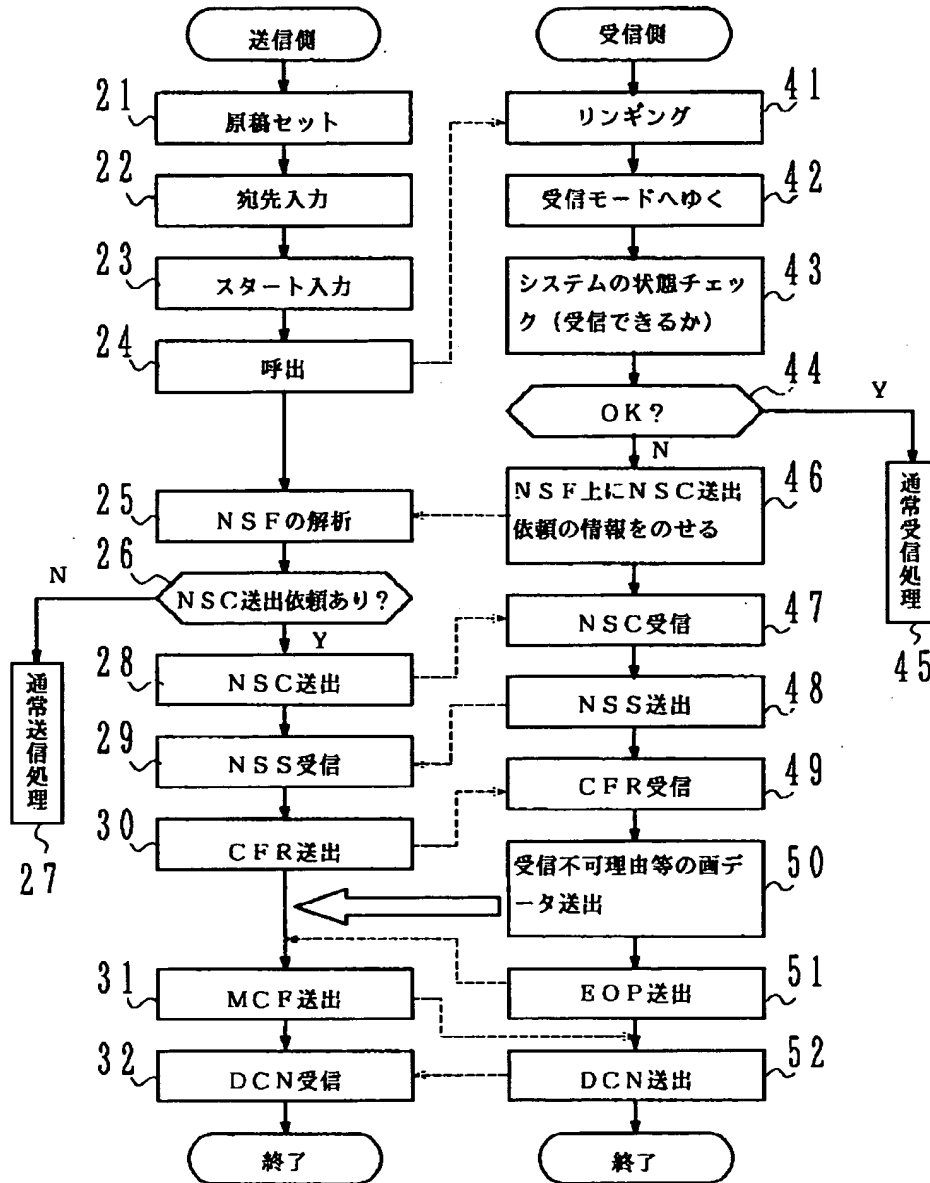 送信側
21
原稿セット
22
宛先入力
23
スタート入力
24
呼出
25
NSFの解析
26
N
NSC送出依頼あり?
Y
通常送信処理
27
28
NSC送出
29
NSS受信
30
CFR送出
31
MCF送出
32
DCN受信
終了
受信側
41
リンギング
42
受信モードへゆく
43
システムの状態チェッ
ク(受信できるか)
44
OK?
Y
N
通常受信処理
45
46
NSF上にNSC送出
依頼の情報をのせる
47
NSC受信
48
NSS送出
49
CFR受信
50
受信不可理由等の画デ
ータ送出
51
EOP送出
52
DCN送出
終了